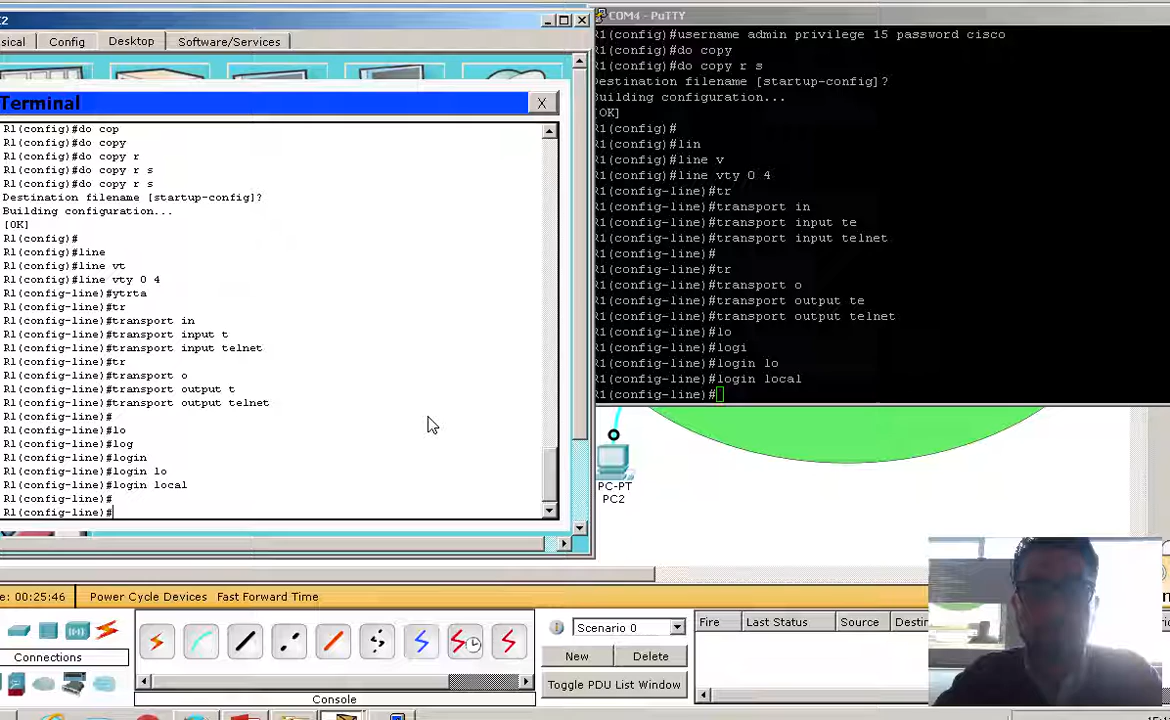 C2
sical Config Desktop Software/Services
Terminal
X
R1(config)#do cop
R1(config)#do copy
R1(config)#do copy r
R1(config)#do copy r s
R1(config)#do copy r s
Destination filename [startup-config]?
Building configuration...
[OK]
R1(config)#
R1(config)#line
R1(config)#line vt
R1(config)#line vty 0 4
R1(config-line)#ytrta
R1(config-line)#tr
R1(config-line)#transport in
R1(config-line)#transport input t
R1(config-line)#transport input telnet
R1(config-line)#tr
R1(config-line)#transport o
R1(config-line)#transport output t
R1(config-line)#transport output telnet
R1(config-line)#
R1(config-line)#lo
R1(config-line)#log
R1(config-line)#login
R1(config-line)#login lo
R1(config-line)#login local
R1(config-line)#
R1(config-line)#
COM4 - PuTTY
R1(config)#username admin privilege 15 password cisco
R1(config)#do copy
R1(config)#do copy r s
Destination filename [startup-config]?
Building configuration...
[OK]
R1(config)#
R1(config)#lin
R1(config)#line v
R1(config)#line vty 0 4
R1(config-line)#tr
R1(config-line)#transport in
R1(config-line)#transport input te
R1(config-line)#transport input telnet
R1(config-line)#
R1(config-line)#tr
R1(config-line)#transport o
R1(config-line)#transport output te
R1(config-line)#transport output telnet
R1(config-line)#lo
R1(config-line)#logi
R1(config-line)#login lo
R1(config-line)#login local
R1(config-line)#
PC-PT
PC2
e: 00:25:46 Power Cycle Devices Fast Forward Time
Connections
Console
Scenario 0
New Delete
Toggle PDU List Window
Fire Last Status Source Destin